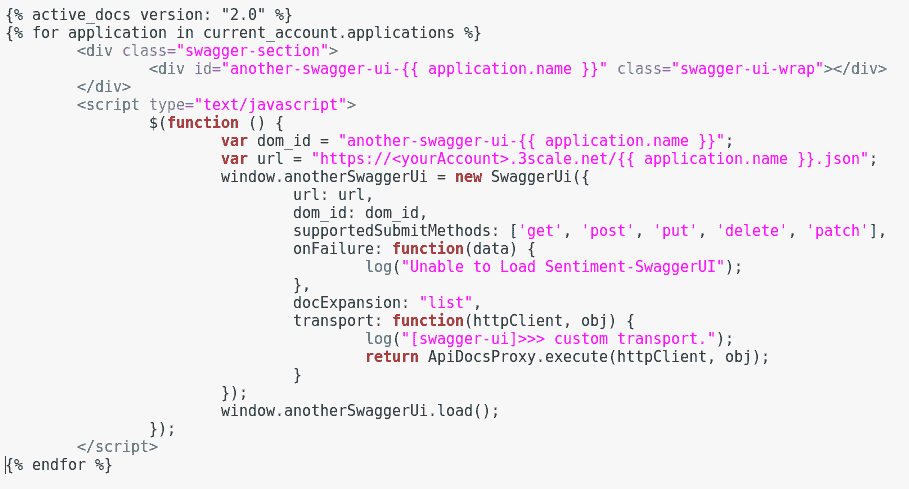 {% active_docs version: "2.0" %}
{% for application in current_account.applications %}
        <div class="swagger-section">
                <div id="another-swagger-ui-{{ application.name }}" class="swagger-ui-wrap"></div>
        </div>
        <script type="text/javascript">
                $(function () {
                        var dom_id = "another-swagger-ui-{{ application.name }}";
                        var url = "https://<yourAccount>.3scale.net/{{ application.name }}.json";
                        window.anotherSwaggerUi = new SwaggerUi({
                                url: url,
                                dom_id: dom_id,
                                supportedSubmitMethods: ['get', 'post', 'put', 'delete', 'patch'],
                                onFailure: function(data) {
                                        log("Unable to Load Sentiment-SwaggerUI");
                                },
                                docExpansion: "list",
                                transport: function(httpClient, obj) {
                                        log("[swagger-ui]>>> custom transport.");
                                        return ApiDocsProxy.execute(httpClient, obj);
                                }
                        });
                        window.anotherSwaggerUi.load();
                });
        </script>
{% endfor %}